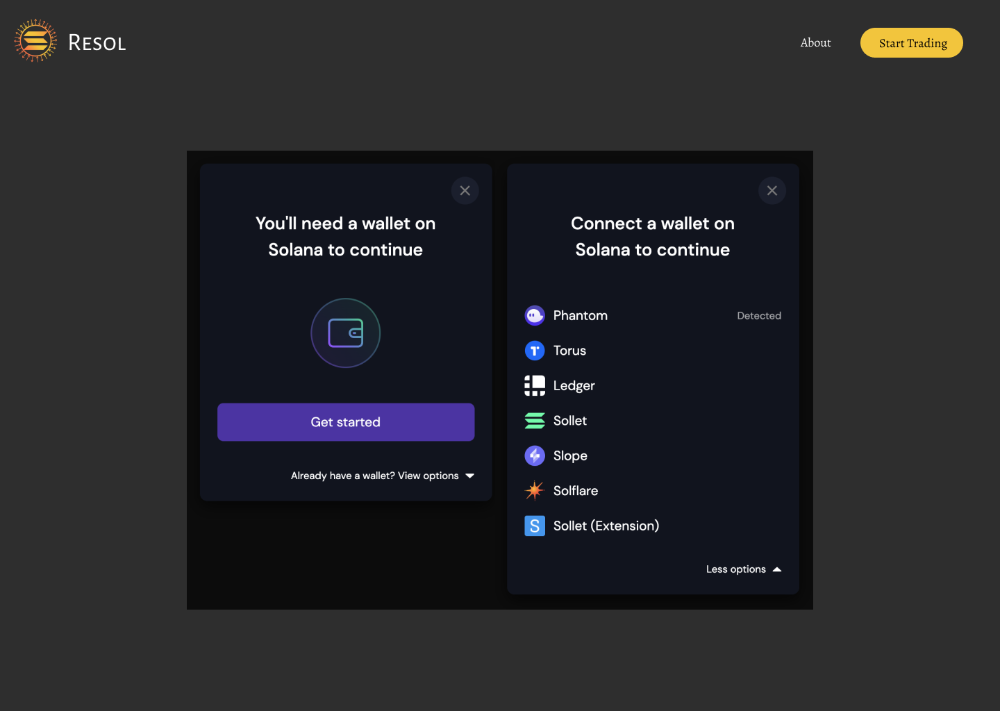 Resol
About
Start Trading
You'll need a wallet on
Solana to continue
Get started
Already have a wallet? View options
Connect a wallet on
Solana to continue
Phantom
Detected
Torus
Ledger
Sollet
Slope
Solflare
S
Sollet (Extension)
Less options